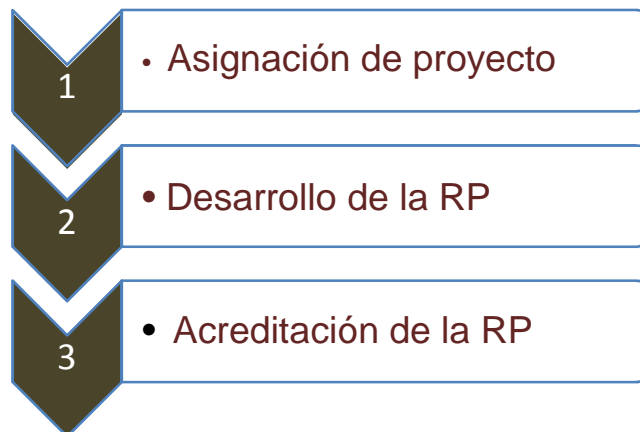 1
• Asignación de proyecto
2
• Desarrollo de la RP
3
• Acreditación de la RP